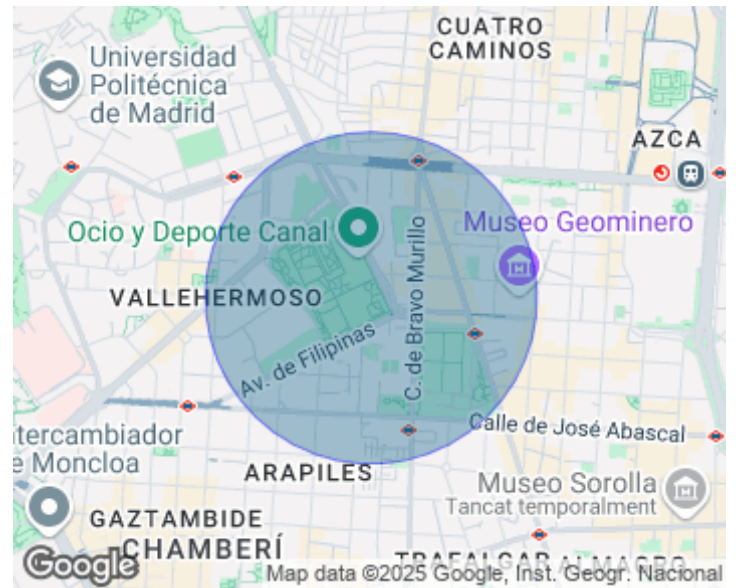 CUATRO
CAMINOS
Universidad
Politécnica
de Madrid
AZCA
Ocio y Deporte Canal
Museo Geominero
C. de Bravo Murillo
VALLEHERMOSO
Av. de Filipinas
Calle de José Abascal
ntercambiador
e Moncloa
ARAPILES
Museo Sorolla
Tancat temporalment
GAZTAMBIDE
CHAMBERÍ
TRAFALGAR
ALMAGRO
Google
Map data ©2025 Google, Inst. Geogr. Nacional